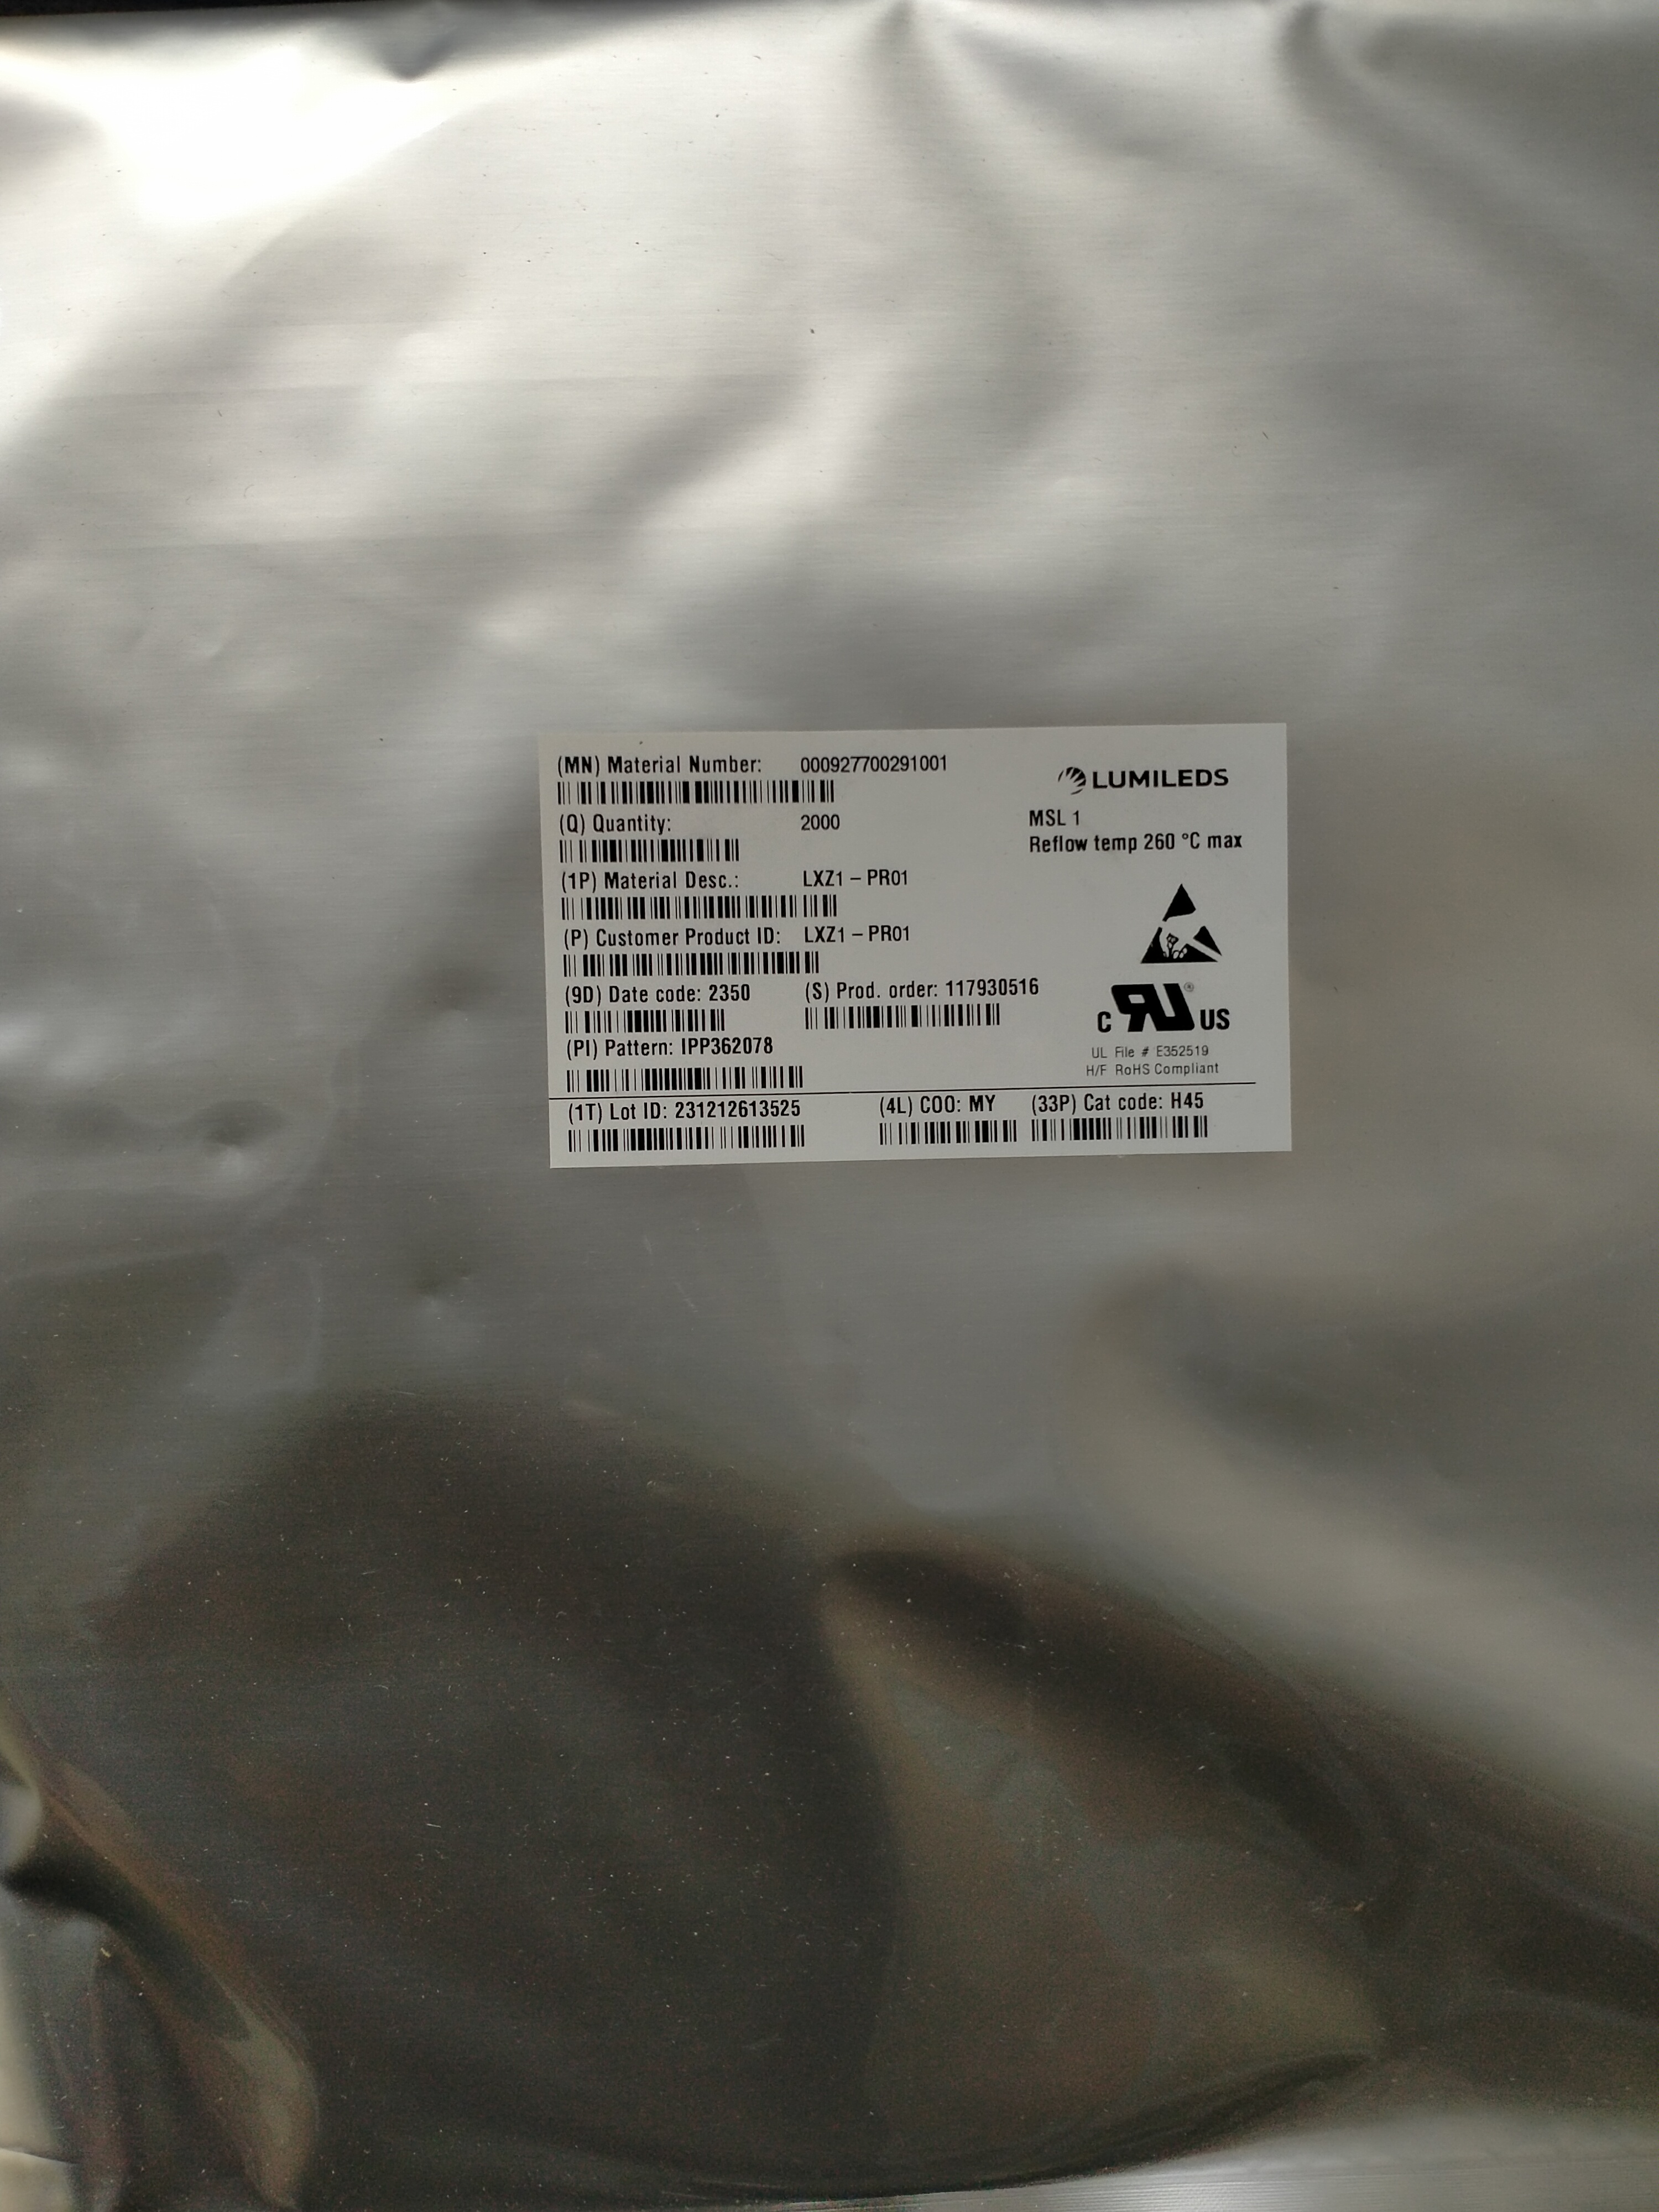 (MN) Material Number: 000927700291001
LUMILEDS
(Q) Quantity: 2000
MSL 1
Reflow temp 260 °C max
(1P) Material Desc.: LXZ1 – PR01
(P) Customer Product ID: LXZ1 – PR01
(9D) Date code: 2350 (S) Prod. order: 117930516
C RU® US
(PI) Pattern: IPP362078
UL File # E352519
H/F RoHS Compliant
(1T) Lot ID: 231212613525 (4L) COO: MY (33P) Cat code: H45